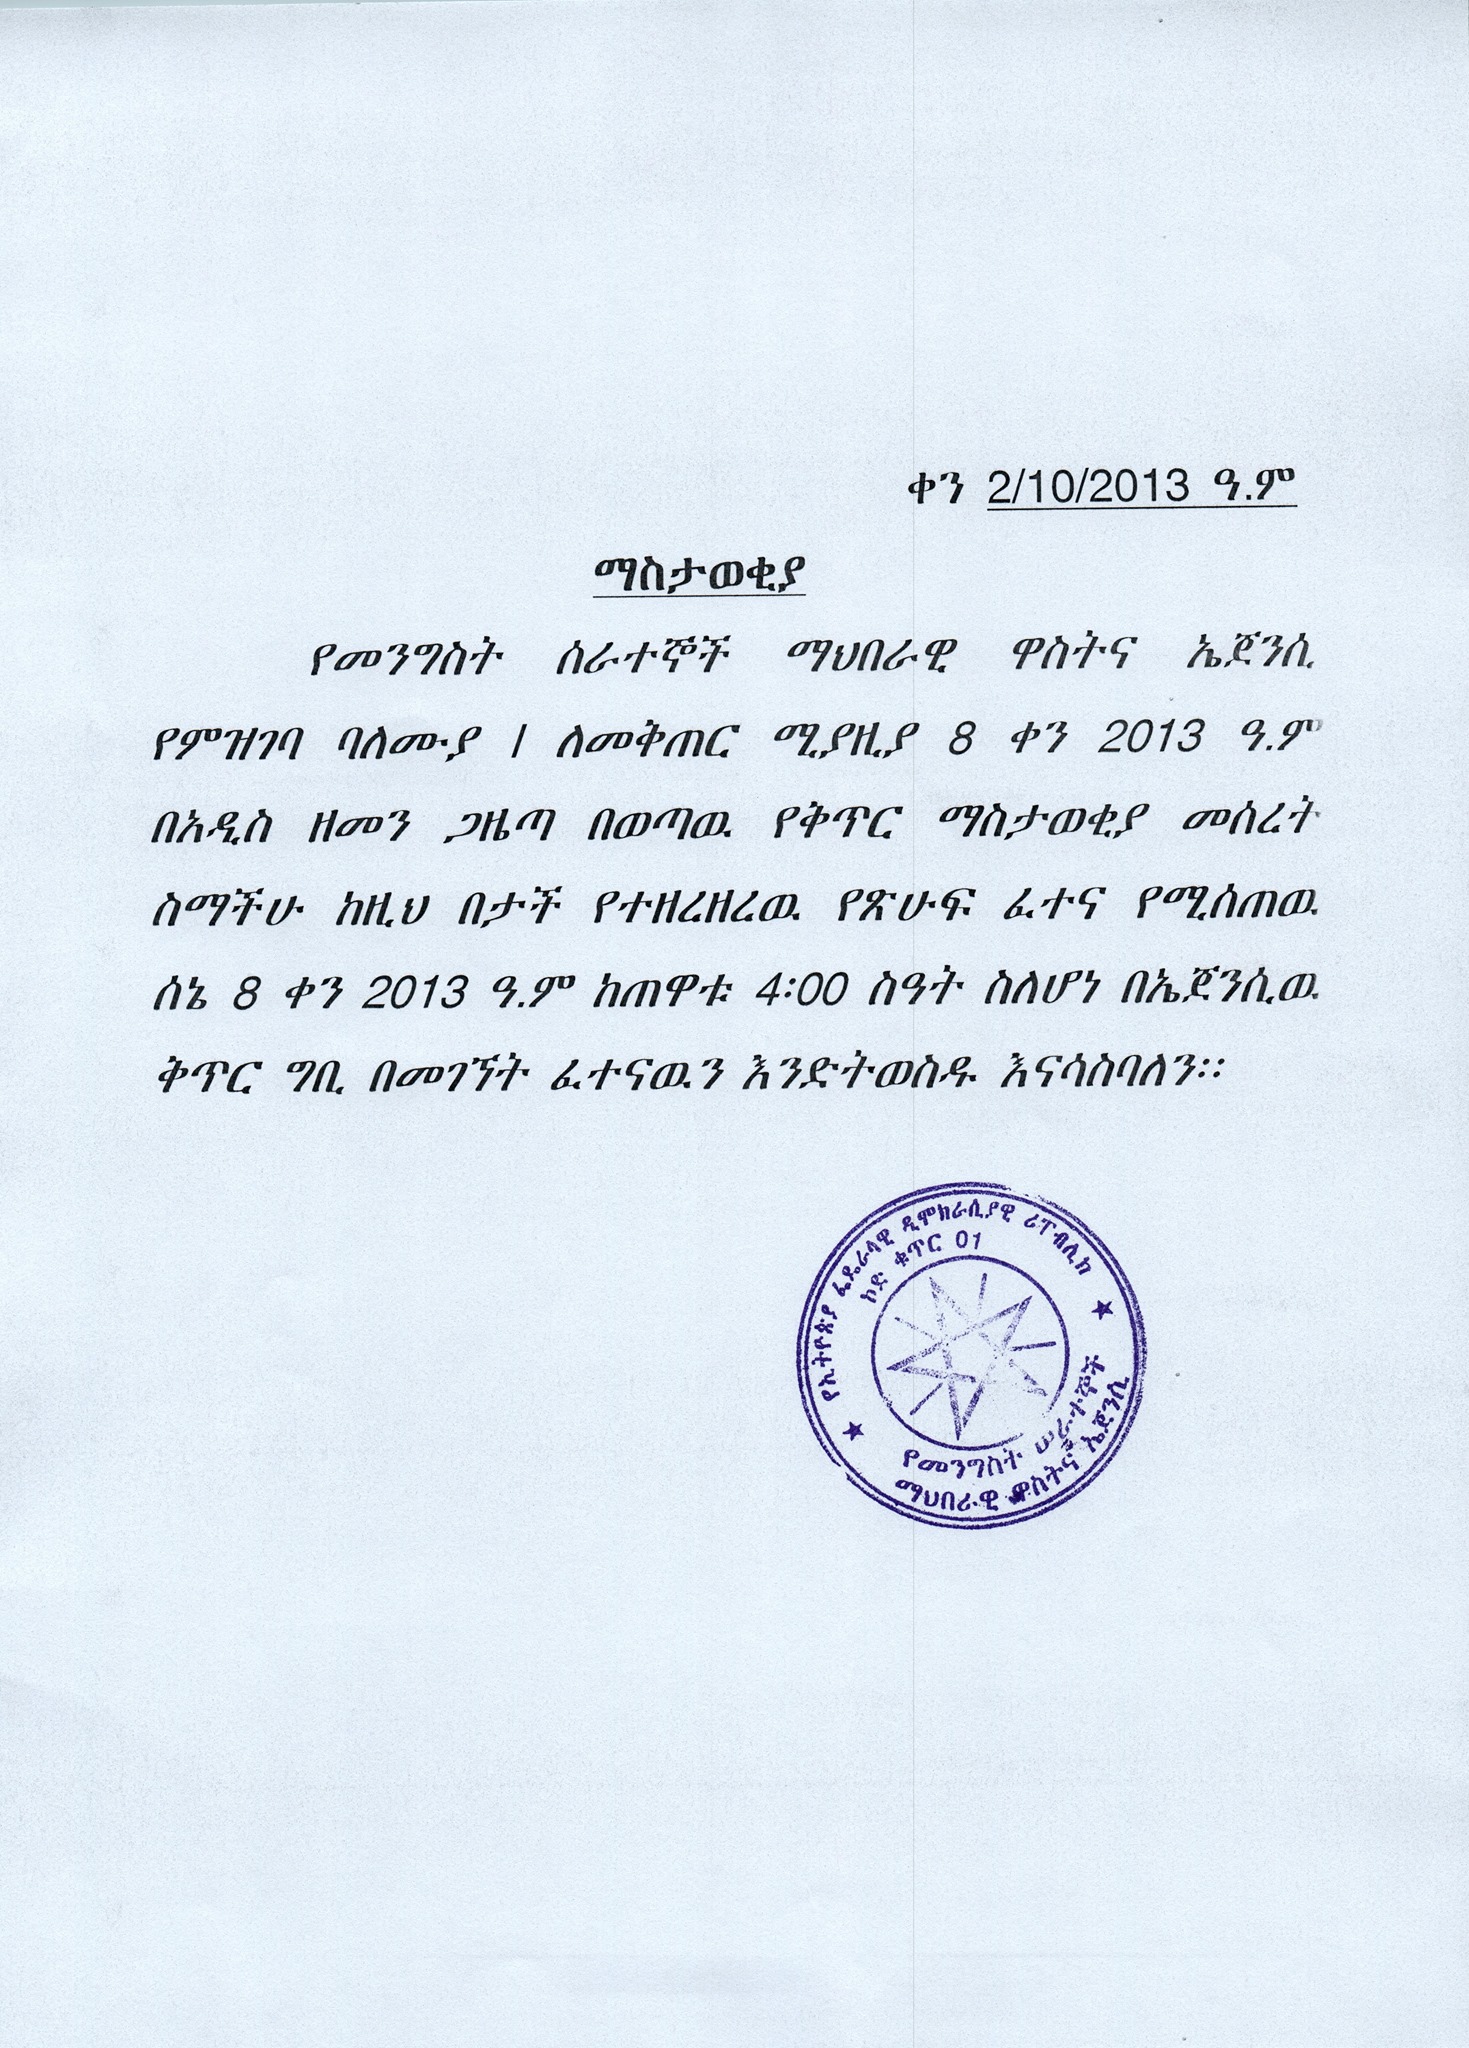 ቀን 2/10/2013 ዓ.ም
ማስታወቂያ
የመንግስት ሰራተኞች ማህበራዊ ዋስትና ኤጀንሲ
የምዝገባ ባለሙያ I ለመቅጠር ሚያዚያ 8 ቀን 2013 ዓ.ም
በአዲስ ዘመን ጋዜጣ በወጣዉ የቅጥር ማስታወቂያ መሰረት
ስማችሁ ከዚህ በታች የተዘረዘረዉ የጽሁፍ ፈተና የሚሰጠዉ
ሰኔ 8 ቀን 2013 ዓ.ም ከጠዋቱ 4፡00 ስዓት ስለሆነ በኤጀንሲዉ
ቅጥር ግቢ በመገኘት ፈተናዉን እንድትወስዱ እናሳስባለን።
የኢትዮጵያ ፌዴራላዊ ዲሞክራሲያዊ ሪፐብሊክ
ኮድ ቁጥር 01
የመንግስት ሠራተኞች
ማህበራዊ ዋስትና ኤጀንሲ